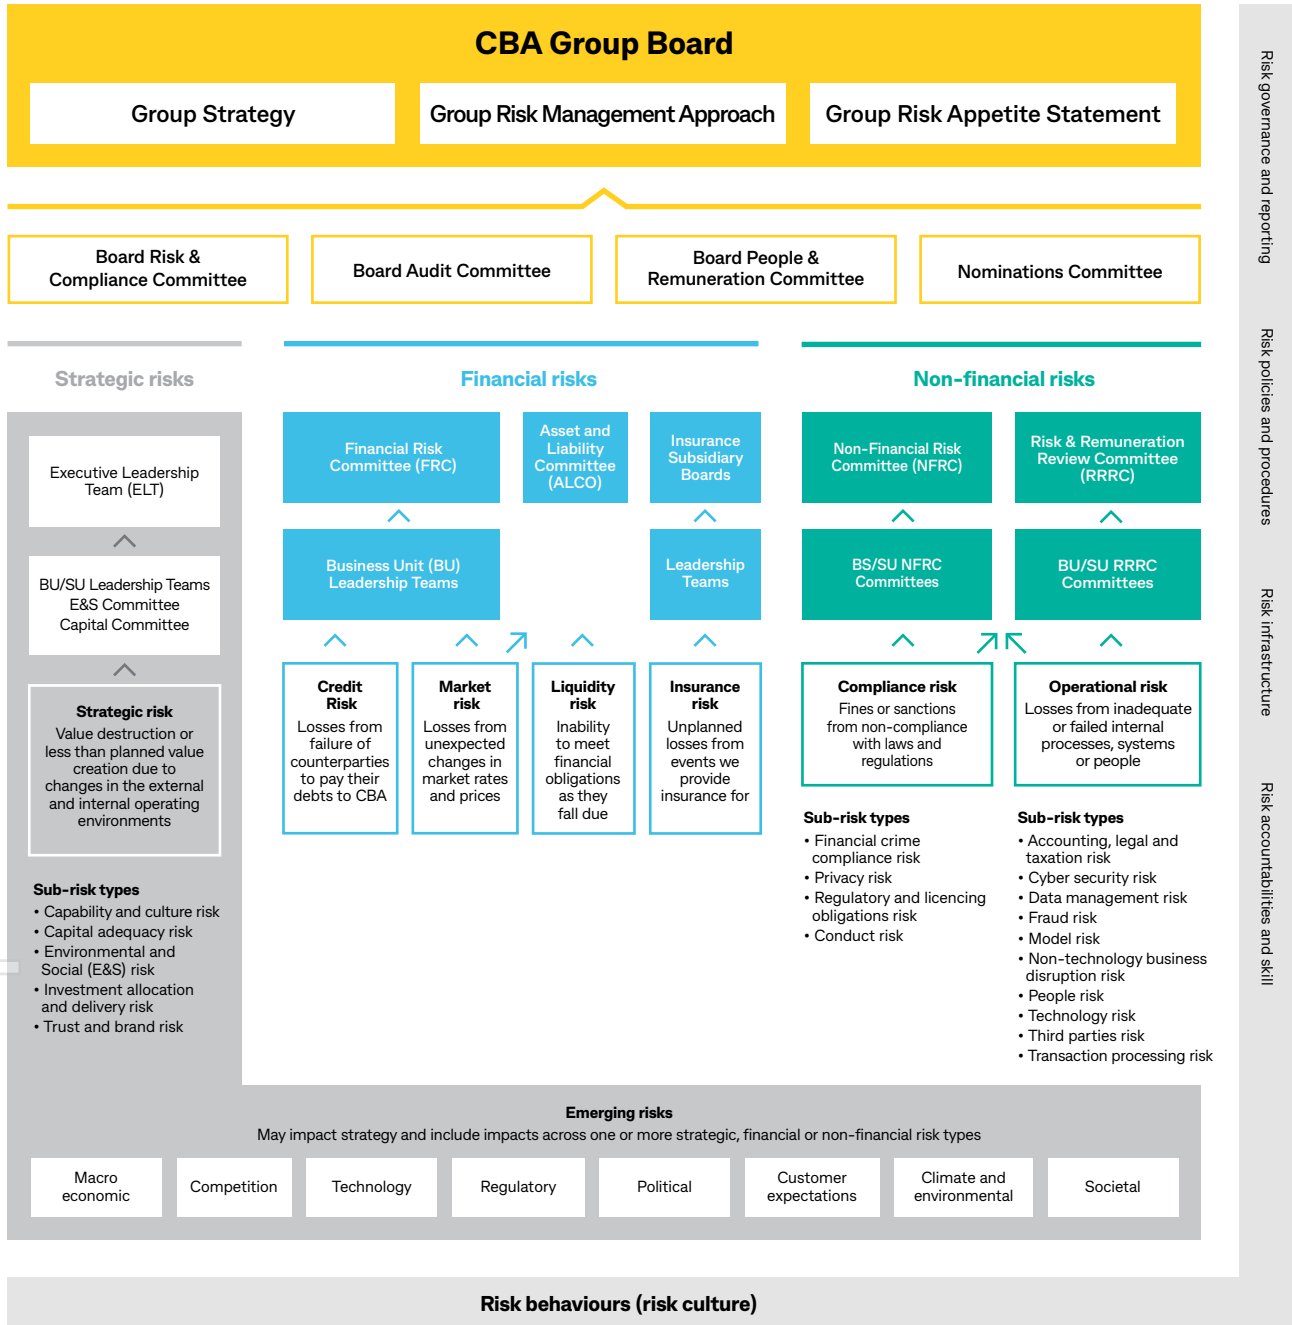 CBA Group Board
Group Strategy
Group Risk Management Approach
Group Risk Appetite Statement
Board Risk &
Compliance Committee
Board Audit Committee
Board People &
Remuneration Committee
Nominations Committee
Strategic risks
Executive Leadership
Team (ELT)
BU/SU Leadership Teams
E&S Committee
Capital Committee
Strategic risk
Value destruction or
less than planned value
creation due to
changes in the external
and internal operating
environments
Sub-risk types
• Capability and culture risk
• Capital adequacy risk
• Environmental and
Social (E&S) risk
• Investment allocation
and delivery risk
• Trust and brand risk
Financial risks
Financial Risk
Committee (FRC)
Asset and
Liability
Committee
(ALCO)
Insurance
Subsidiary
Boards
Business Unit (BU)
Leadership Teams
Leadership
Teams
Credit
Risk
Losses from
failure of
counterparties
to pay their
debts to CBA
Market
risk
Losses from
unexpected
changes in
market rates
and prices
Liquidity
risk
Inability
to meet
financial
obligations
as they
fall due
Insurance
risk
Unplanned
losses from
events we
provide
insurance for
Non-financial risks
Non-Financial Risk
Committee (NFRC)
Risk & Remuneration
Review Committee
(RRRC)
BS/SU NFRC
Committees
BU/SU RRRC
Committees
Compliance risk
Fines or sanctions
from non-compliance
with laws and
regulations
Sub-risk types
• Financial crime
compliance risk
• Privacy risk
• Regulatory and licencing
obligations risk
• Conduct risk
Operational risk
Losses from inadequate
or failed internal
processes, systems
or people
Sub-risk types
• Accounting, legal and
taxation risk
• Cyber security risk
• Data management risk
• Fraud risk
• Model risk
• Non-technology business
disruption risk
• People risk
• Technology risk
• Third parties risk
• Transaction processing risk
Emerging risks
May impact strategy and include impacts across one or more strategic, financial or non-financial risk types
Macro
economic
Competition
Technology
Regulatory
Political
Customer
expectations
Climate and
environmental
Societal
Risk behaviours (risk culture)
Risk governance and reporting
Risk policies and procedures
Risk infrastructure
Risk accountabilities and skill